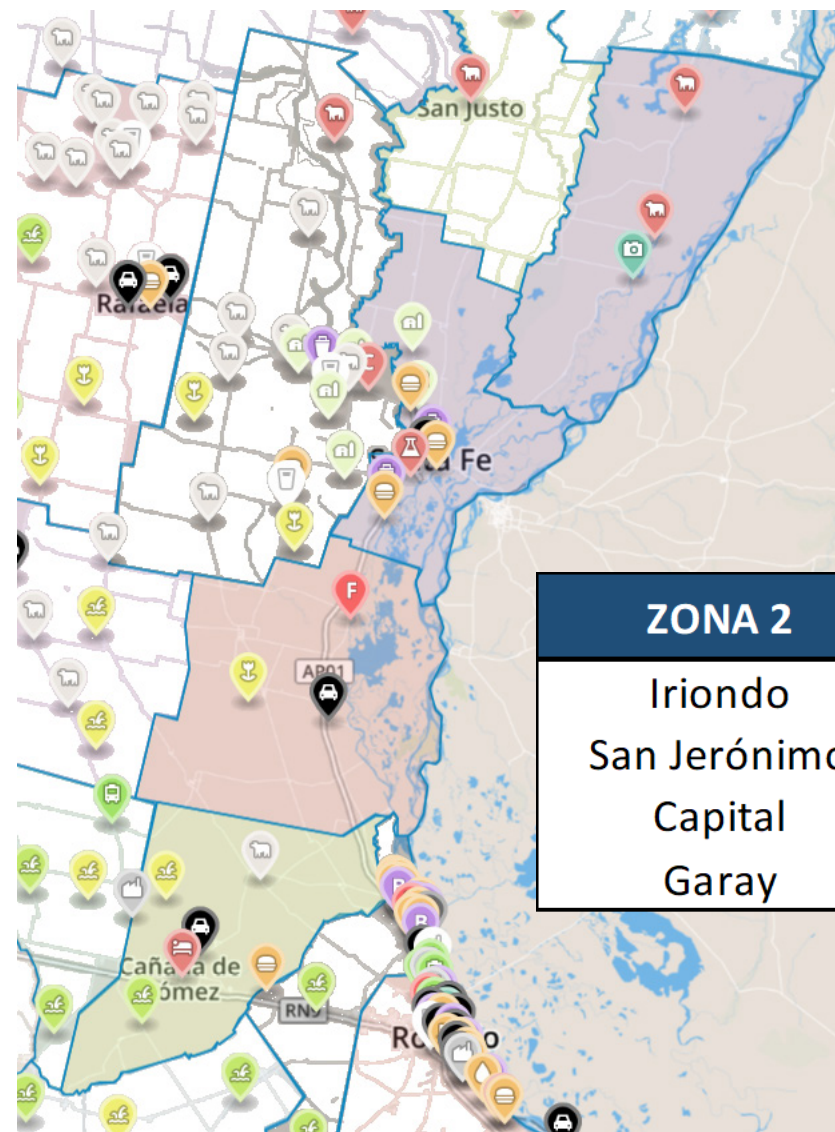 San Justo
Rafaela
C
Santa Fe
F
AP01
ZONA 2
Iriondo
San Jerónimo
Capital
Garay
B
B
Cañada de
Gómez
RN9
Rosario